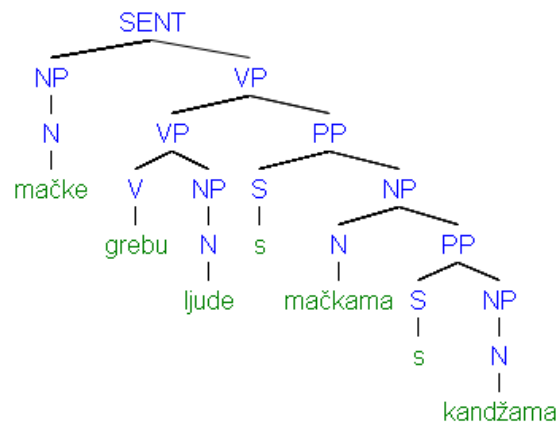 SENT
NP VP
N VP PP
mačke V NP S NP
grebu N s N PP
ljude mačkama S NP
s N
kandžama